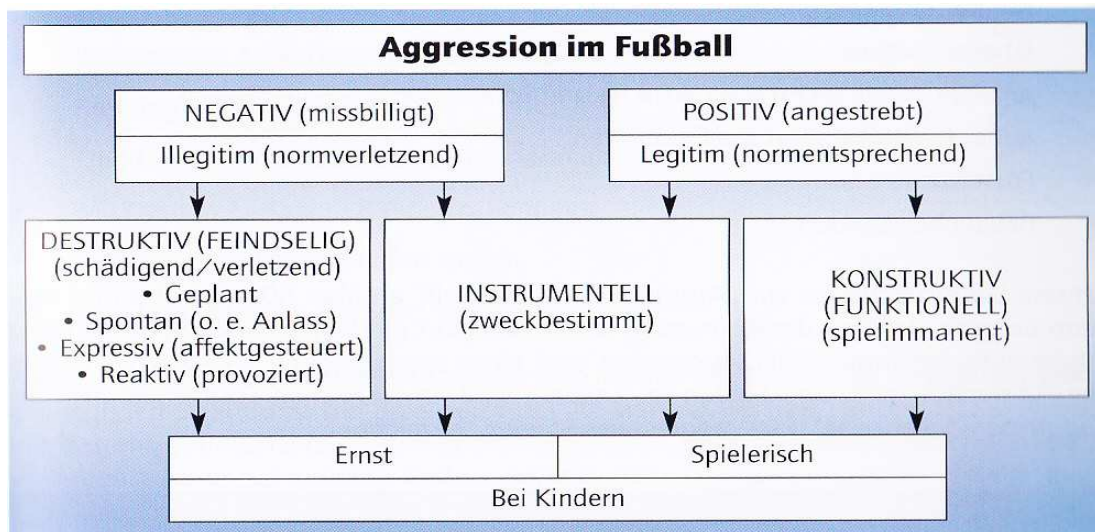 Aggression im Fußball
NEGATIV (missbilligt)
Illegitim (normverletzend)
POSITIV (angestrebt)
Legitim (normentsprechend)
DESTRUKTIV (FEINDSELIG)
(schädigend/verletzend)
• Geplant
• Spontan (o. e. Anlass)
• Expressiv (affektgesteuert)
• Reaktiv (provoziert)
INSTRUMENTELL
(zweckbestimmt)
KONSTRUKTIV
(FUNKTIONELL)
(spielimmanent)
Ernst
Spielerisch
Bei Kindern